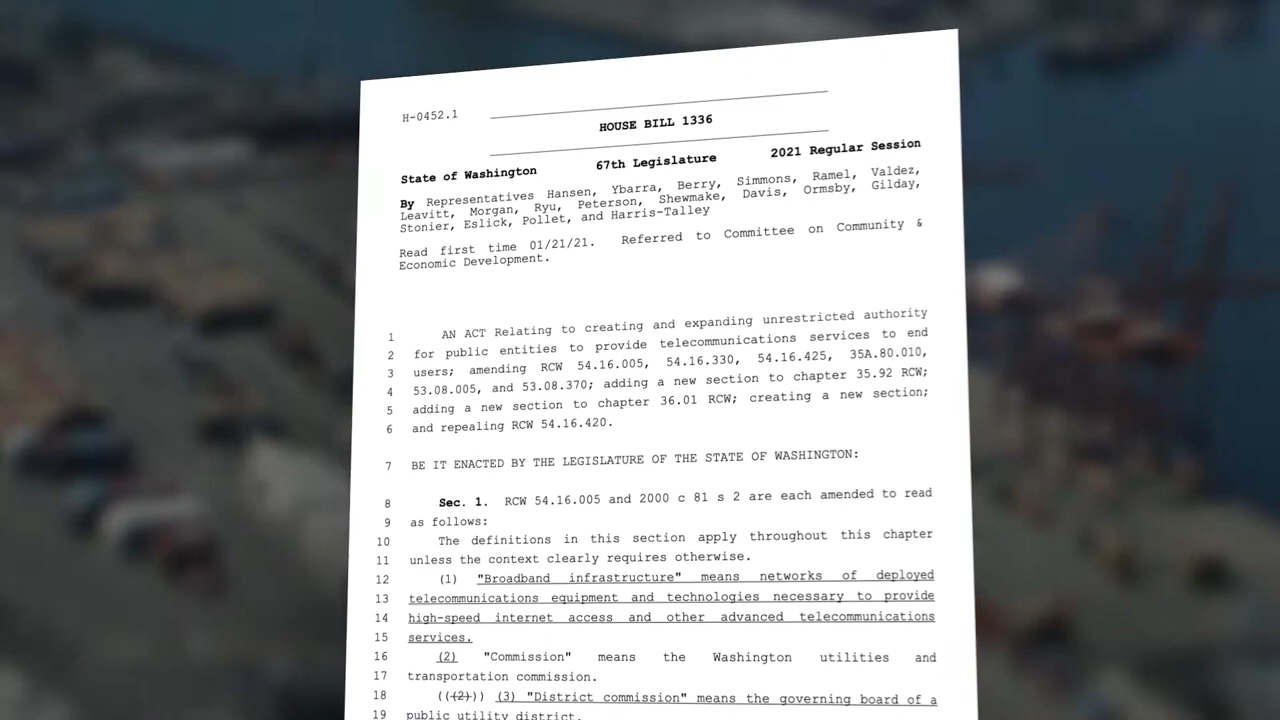 H-0452.1
HOUSE BILL 1336
State of Washington 67th Legislature 2021 Regular Session
By Representatives Hansen, Ybarra, Berry, Simmons, Ramel, Valdez,
Leavitt, Morgan, Ryu, Peterson, Shewmake, Davis, Ormsby, Gilday,
Stonier, Eslick, Pollet, and Harris-Talley
Read first time 01/21/21. Referred to Committee on Community &
Economic Development.
1 AN ACT Relating to creating and expanding unrestricted authority
2 for public entities to provide telecommunications services to end
3 users; amending RCW 54.16.005, 54.16.330, 54.16.425, 35A.80.010,
4 53.08.005, and 53.08.370; adding a new section to chapter 35.92 RCW;
5 adding a new section to chapter 36.01 RCW; creating a new section;
6 and repealing RCW 54.16.420.
7 BE IT ENACTED BY THE LEGISLATURE OF THE STATE OF WASHINGTON:
8 Sec. 1. RCW 54.16.005 and 2000 c 81 s 2 are each amended to read
9 as follows:
10 The definitions in this section apply throughout this chapter
11 unless the context clearly requires otherwise.
12 (1) "Broadband infrastructure" means networks of deployed
13 telecommunications equipment and technologies necessary to provide
14 high-speed internet access and other advanced telecommunications
15 services.
16 (2) "Commission" means the Washington utilities and
17 transportation commission.
18 (((2))) (3) "District commission" means the governing board of a
19 public utility district.